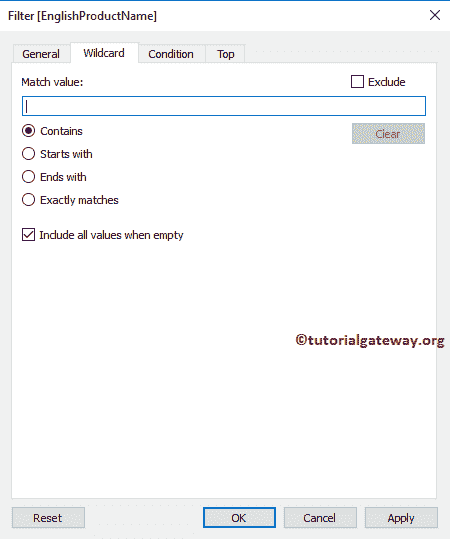 Filter [EnglishProductName]
General Wildcard Condition Top
Match value: Exclude
Contains Clear
Starts with
Ends with
Exactly matches
Include all values when empty
©tutorialgateway.org
Reset OK Cancel Apply